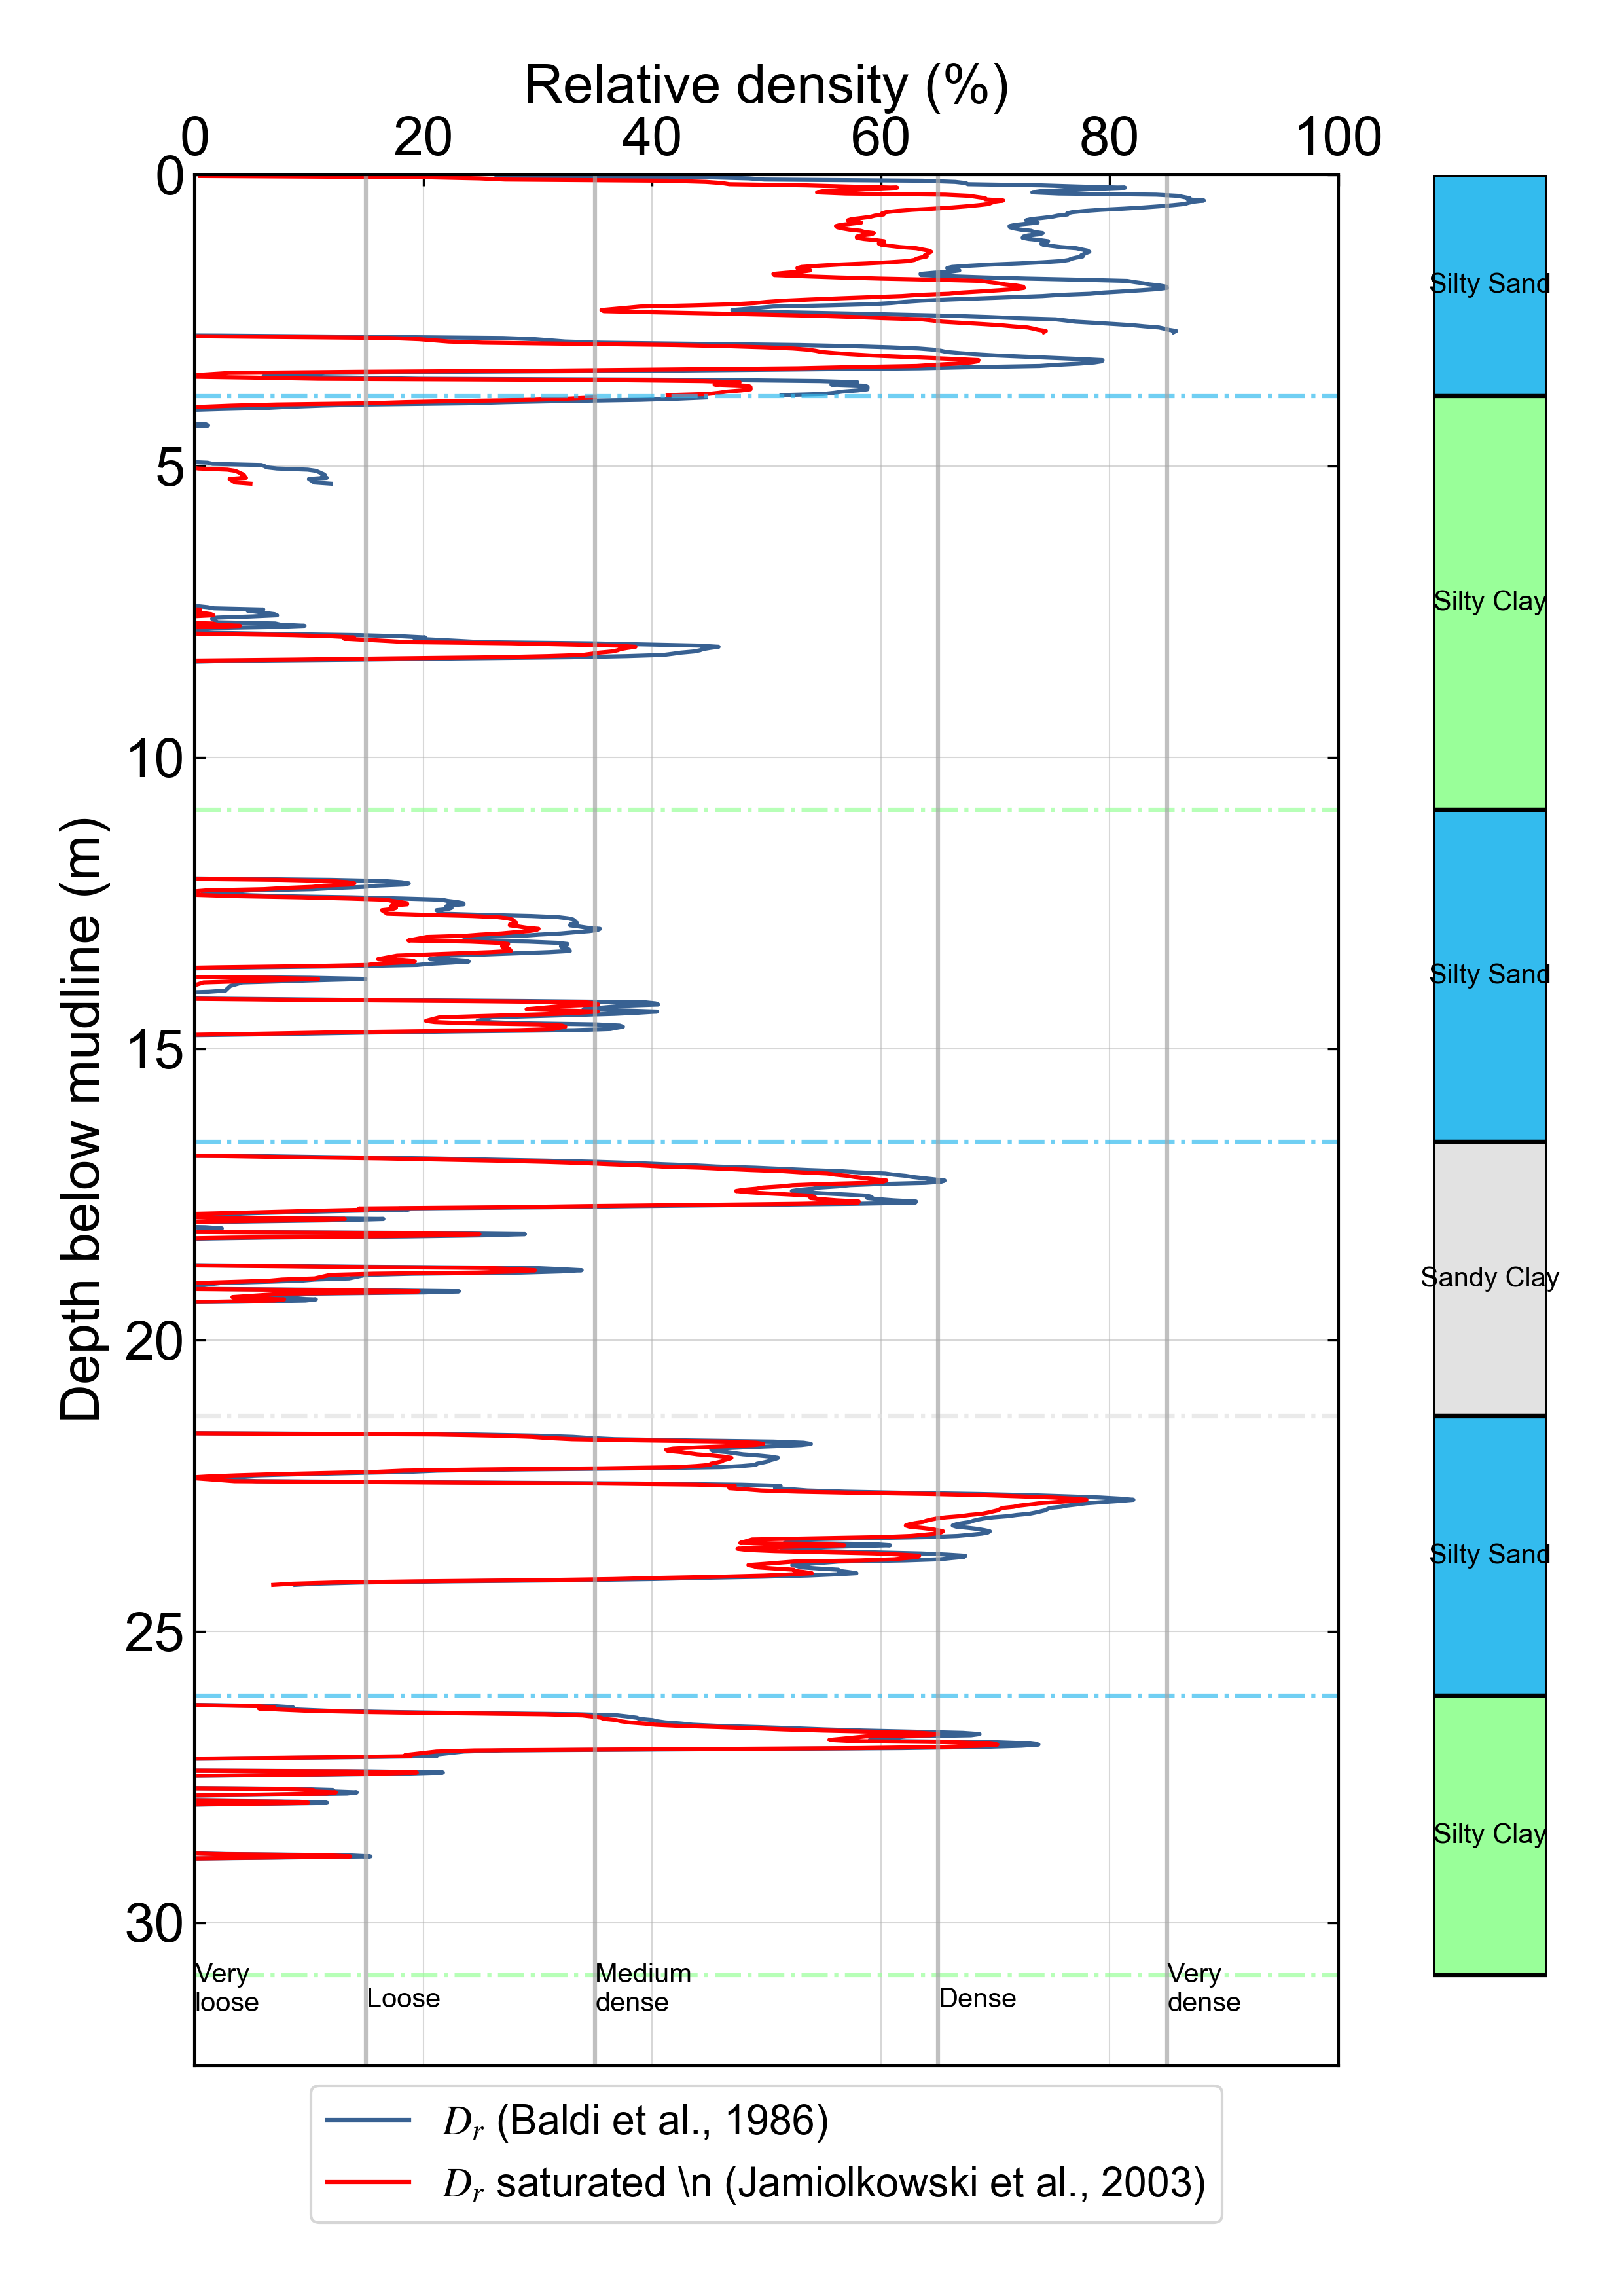 Relative density (%)
0 20 40 60 80 100
0
5
10
15
20
25
30
Depth below mudline (m)
Silty Sand
Silty Clay
Silty Sand
Sandy Clay
Silty Sand
Silty Clay
Very
loose
Loose
Medium
dense
Dense
Very
dense
D_r (Baldi et al., 1986)
D_r saturated \n (Jamiolkowski et al., 2003)